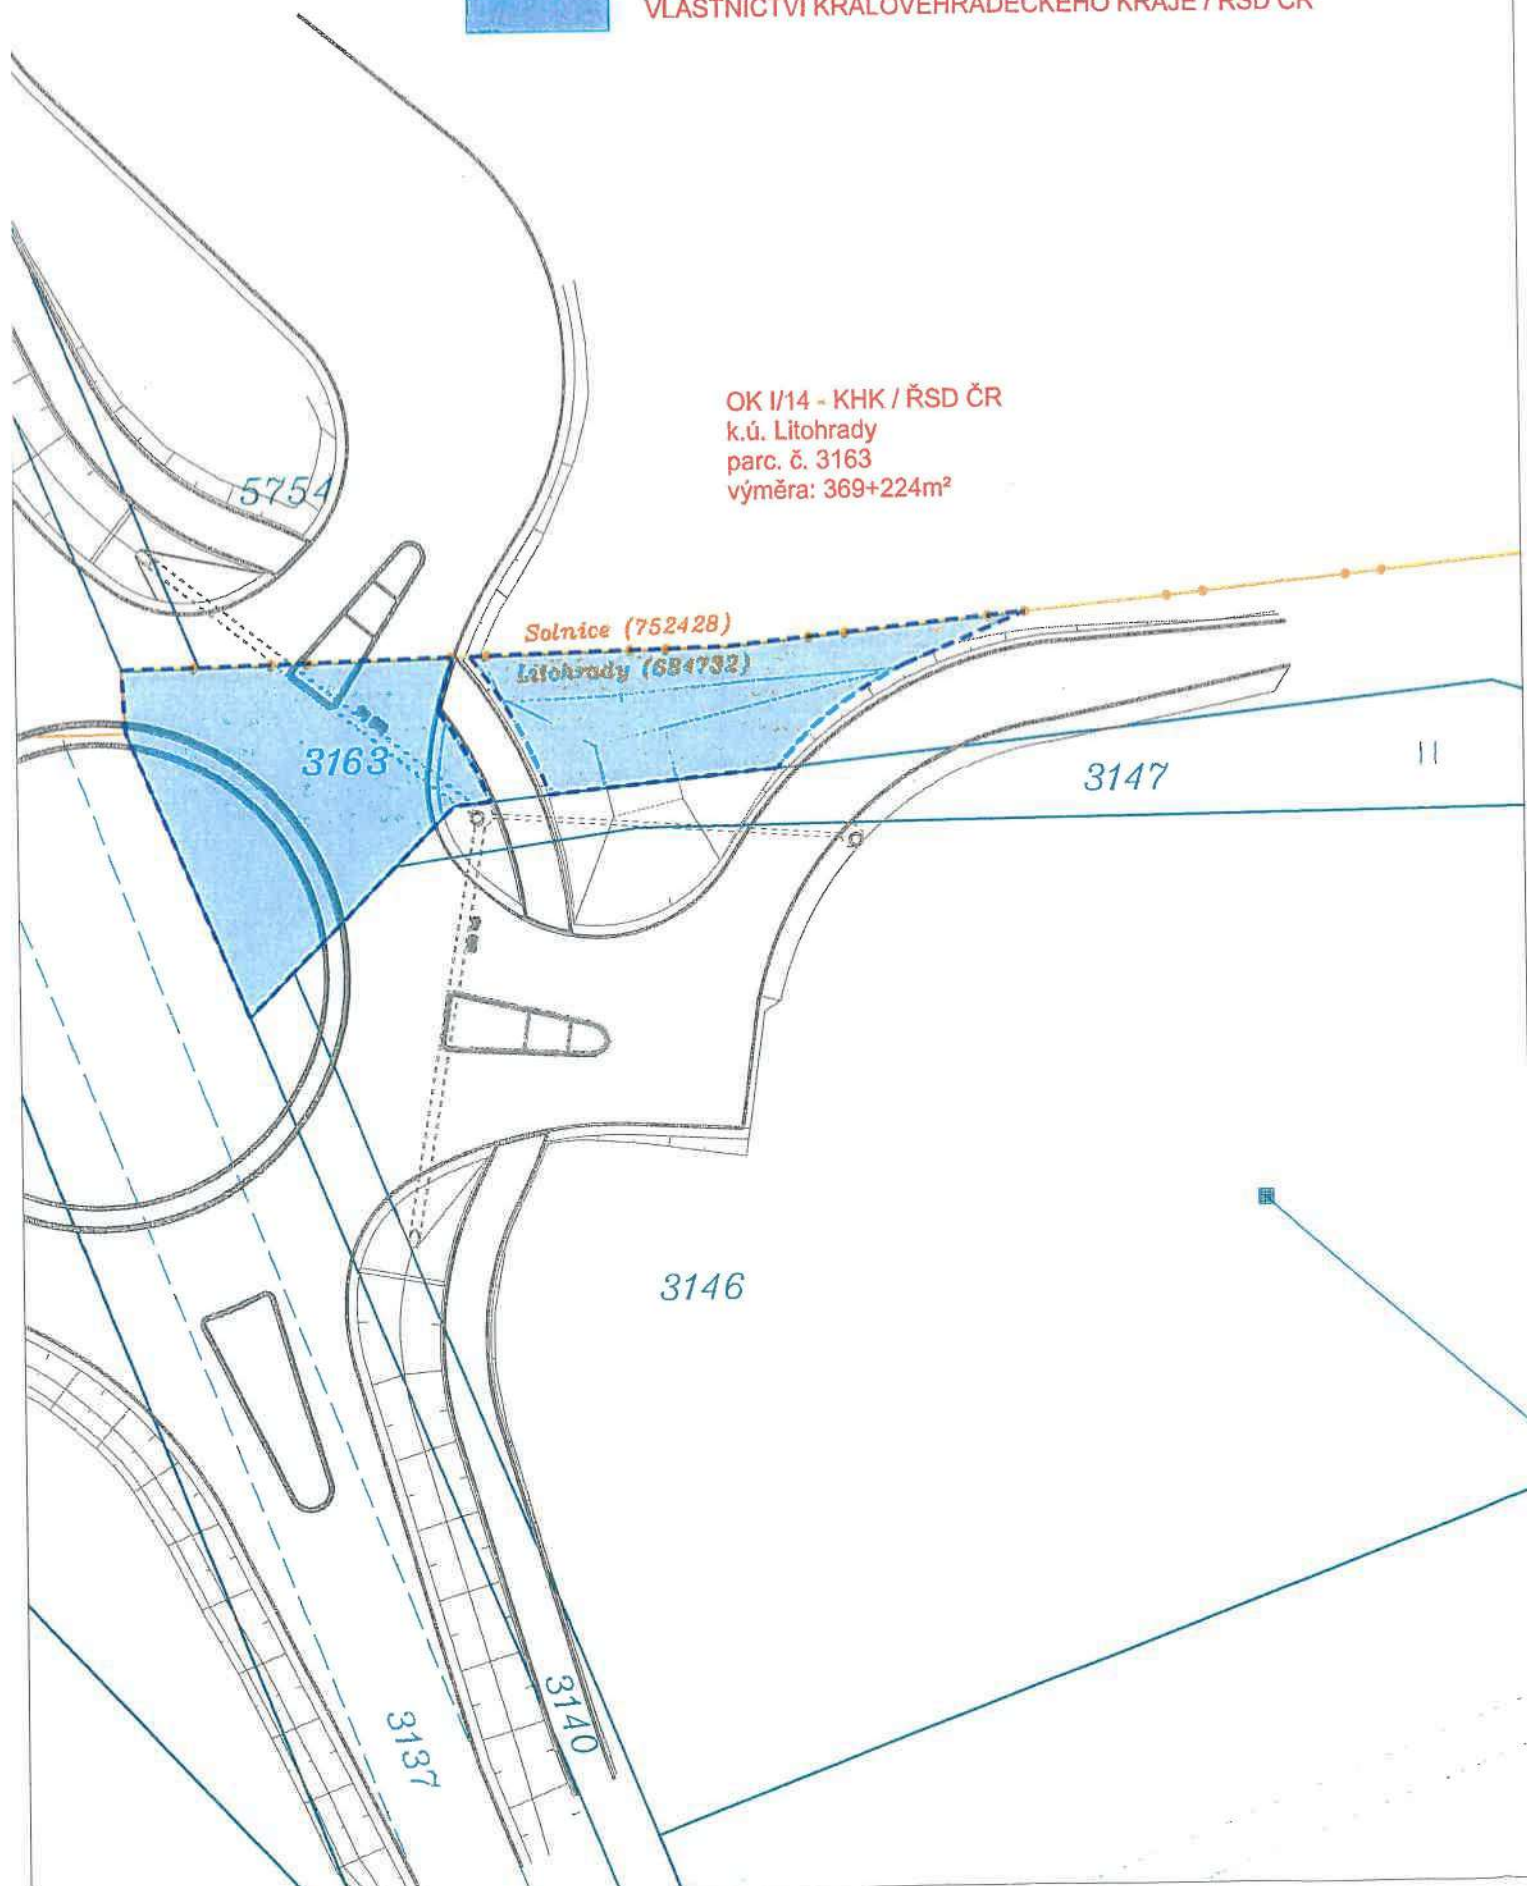 VLASTNICTVÍ KRÁLOVÉHRADECKÉHO KRAJE / ŘSD ČR
OK I/14 - KHK / ŘSD ČR
k.ú. Litohrady
parc. č. 3163
výměra: 369+224m²
5754
Solnice (752428)
Litohrady (684732)
3163
3147
3146
3140
3137